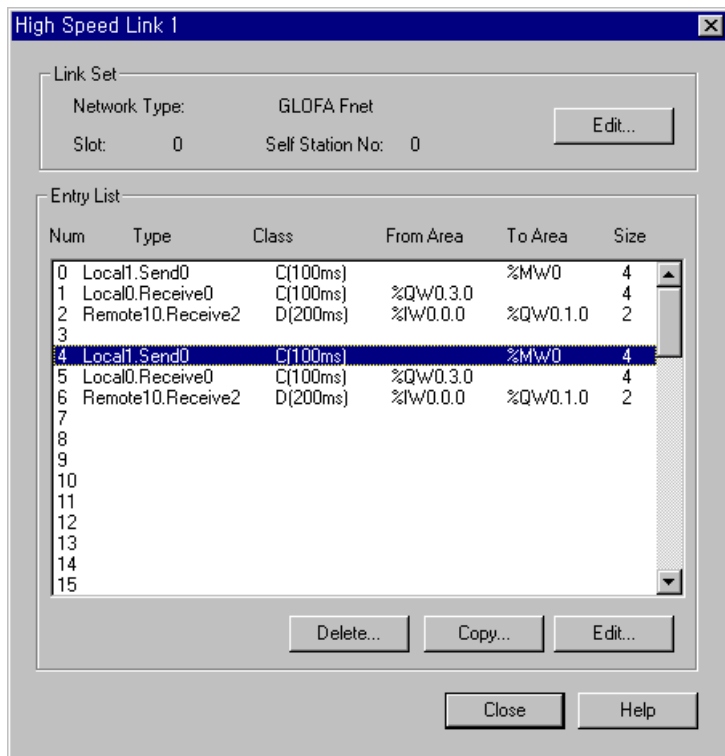 High Speed Link 1
Link Set
Network Type: GLOFA Fnet
Edit...
Slot: 0 Self Station No: 0
Entry List
Num Type Class From Area To Area Size
0 Local1.Send0 C(100ms) %MW0 4
1 Local0.Receive0 C(100ms) %QW0.3.0 4
2 Remote10.Receive2 D(200ms) %IW0.0.0 %QW0.1.0 2
3
4 Local1.Send0 C(100ms) %MW0 4
5 Local0.Receive0 C(100ms) %QW0.3.0 4
6 Remote10.Receive2 D(200ms) %IW0.0.0 %QW0.1.0 2
7
8
9
10
11
12
13
14
15
Delete... Copy... Edit...
Close Help